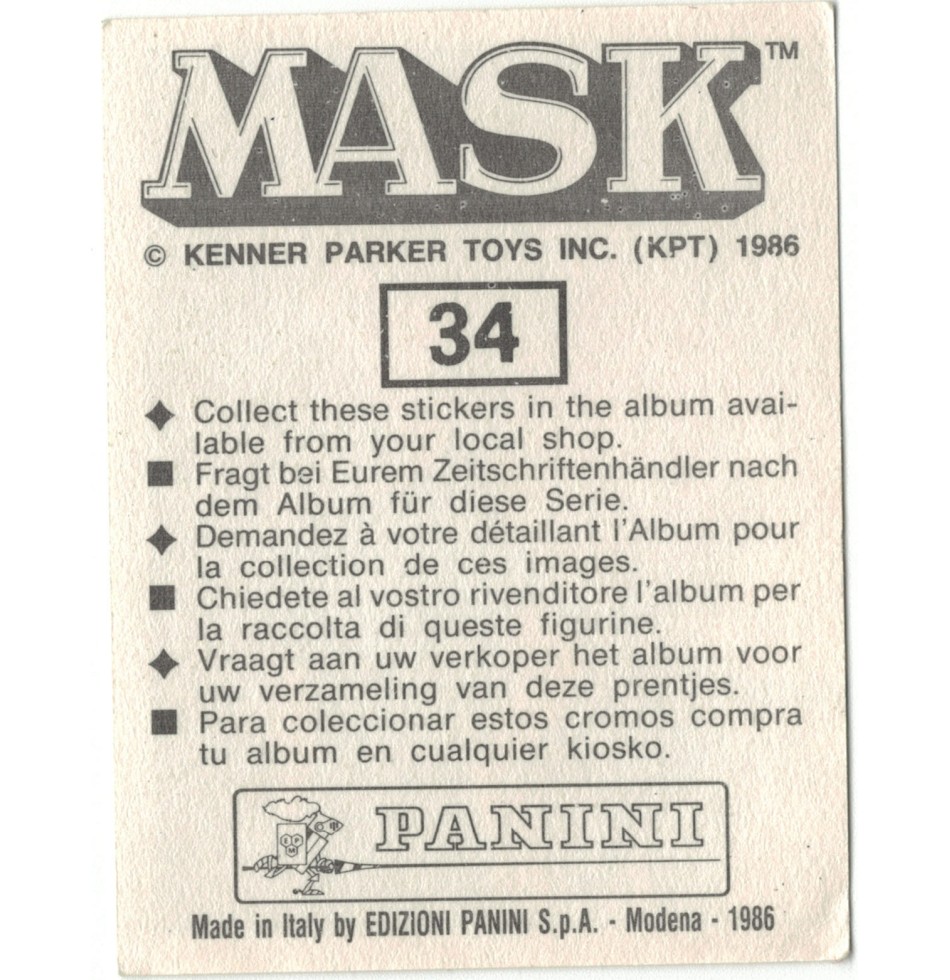 MASK™
© KENNER PARKER TOYS INC. (KPT) 1986
34
Collect these stickers in the album avai-
lable from your local shop.
Fragt bei Eurem Zeitschriftenhändler nach
dem Album für diese Serie.
Demandez à votre détaillant l'Album pour
la collection de ces images.
Chiedete al vostro rivenditore l'album per
la raccolta di queste figurine.
Vraagt aan uw verkoper het album voor
uw verzameling van deze prentjes.
Para coleccionar estos cromos compra
tu album en cualquier kiosko.
EPM
PANINI
Made in Italy by EDIZIONI PANINI S.p.A. - Modena - 1986